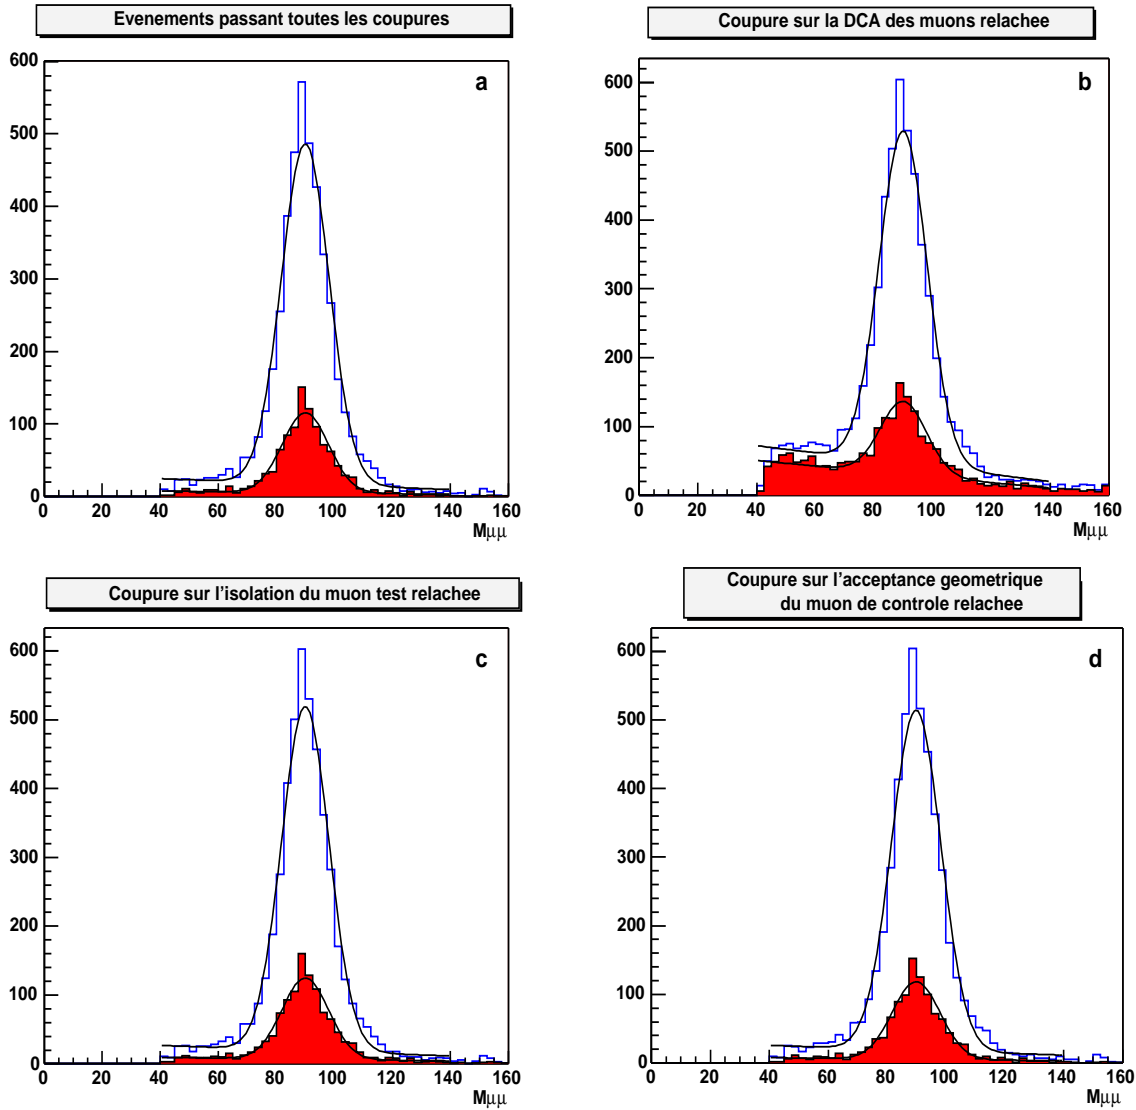 Evenements passant toutes les coupures
600
500
400
300
200
100
0
a
0 20 40 60 80 100 120 140 160
Mμμ
Coupure sur la DCA des muons relachee
600
500
400
300
200
100
0
b
0 20 40 60 80 100 120 140 160
Mμμ
Coupure sur l'isolation du muon test relachee
600
500
400
300
200
100
0
c
0 20 40 60 80 100 120 140 160
Mμμ
Coupure sur l'acceptance geometrique
du muon de controle relachee
600
500
400
300
200
100
0
d
0 20 40 60 80 100 120 140 160
Mμμ